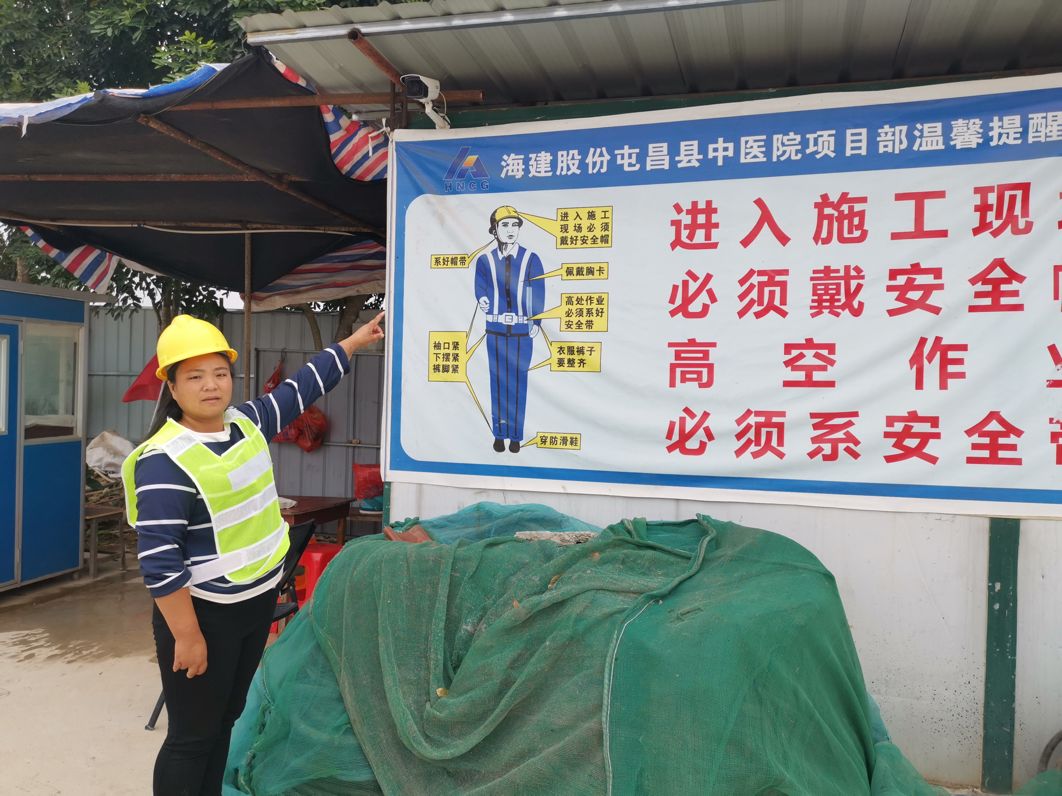 海建股份屯昌县中医院项目部温馨提醒
HNCG
进入施工
现场必须
戴好安全帽
系好帽带
佩戴胸卡
高处作业
必须系好
安全带
袖口紧
下摆紧
裤脚紧
衣服裤子
要整齐
穿防滑鞋
进入施工现
必须戴安全
高空作
必须系安全带